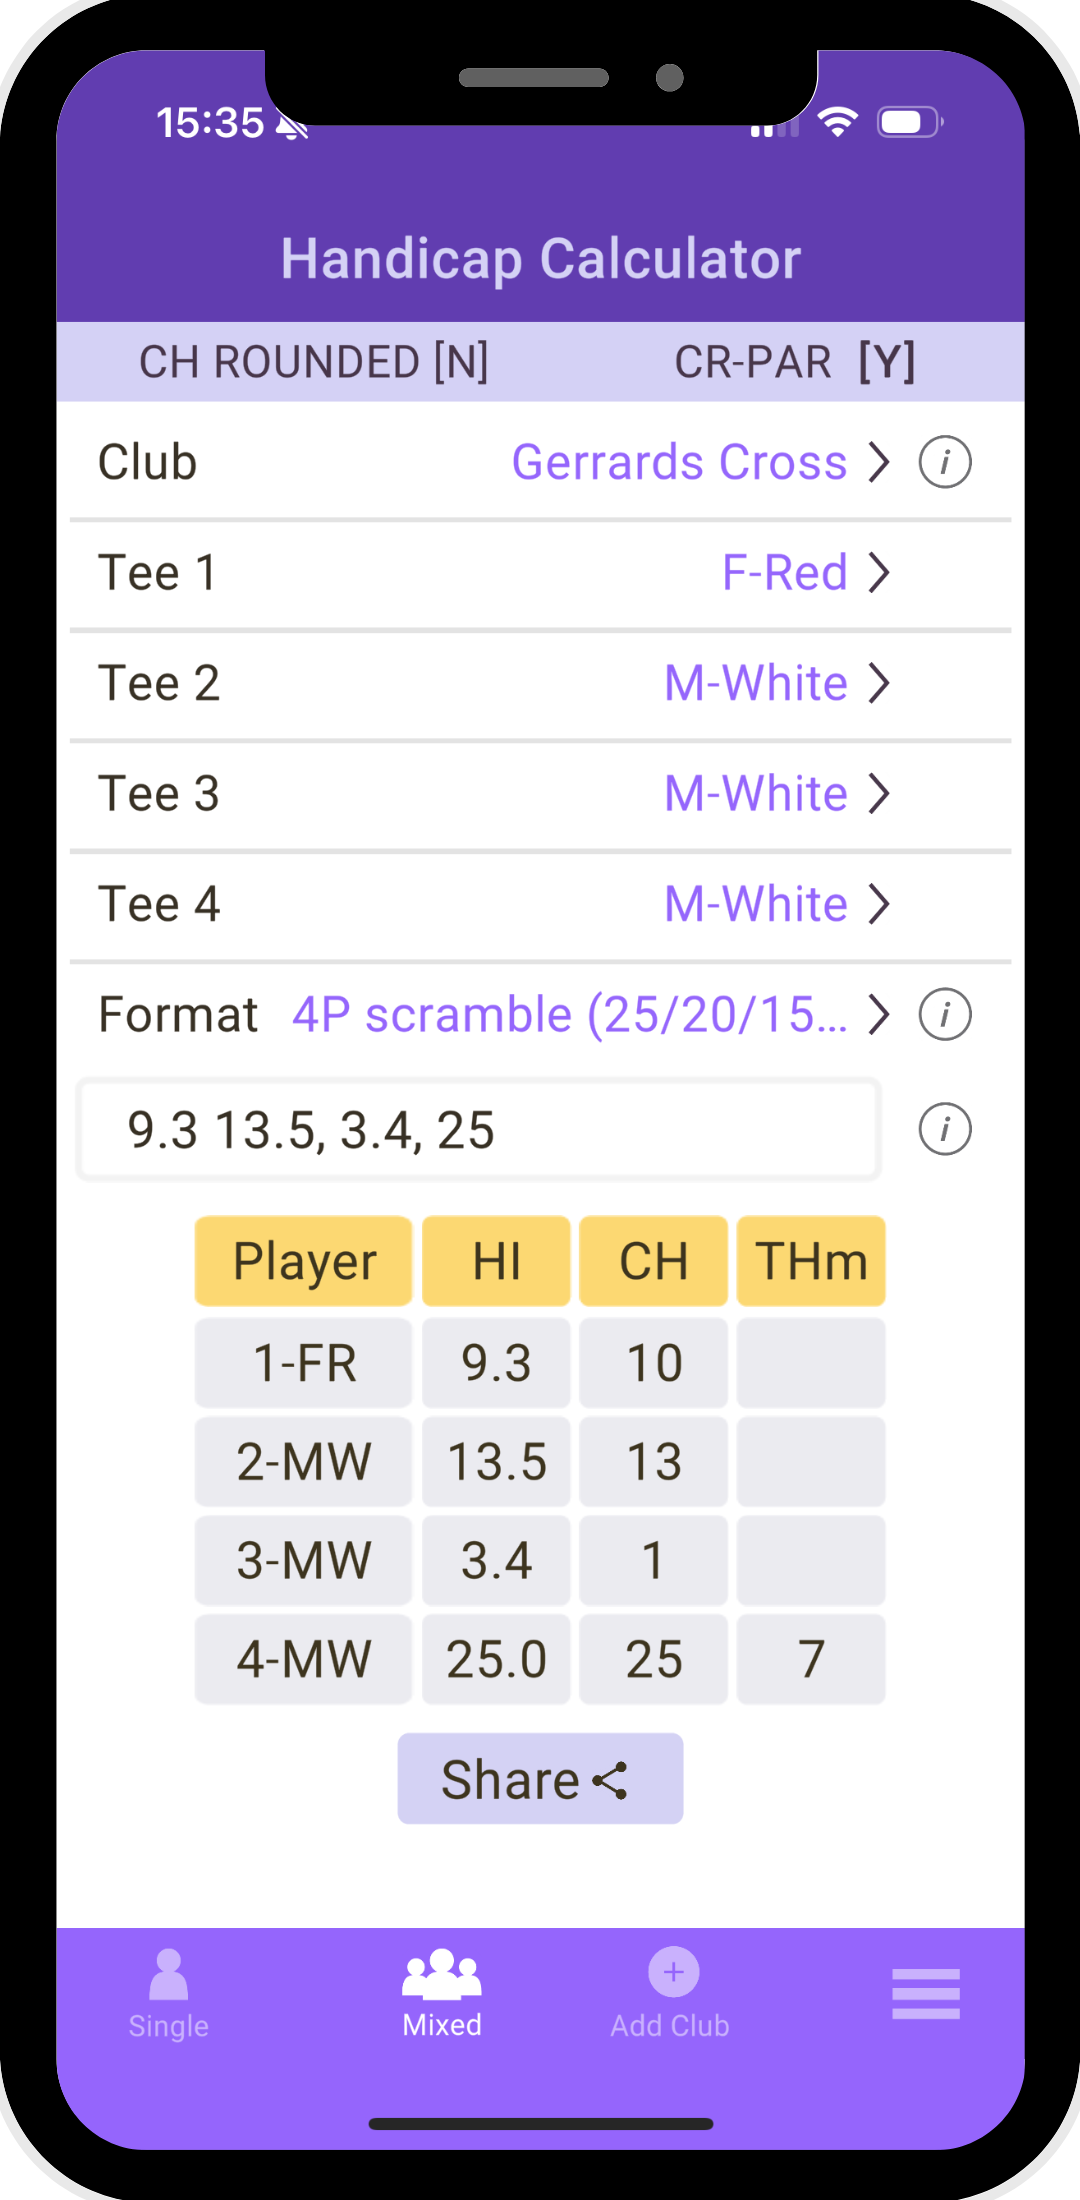 15:35
Handicap Calculator
CH ROUNDED [N] CR-PAR [Y]
Club Gerrards Cross i
Tee 1 F-Red
Tee 2 M-White
Tee 3 M-White
Tee 4 M-White
Format 4P scramble (25/20/15... i
9.3 13.5, 3.4, 25 i
Player HI CH THm
1-FR 9.3 10
2-MW 13.5 13
3-MW 3.4 1
4-MW 25.0 25 7
Share
Single Mixed Add Club